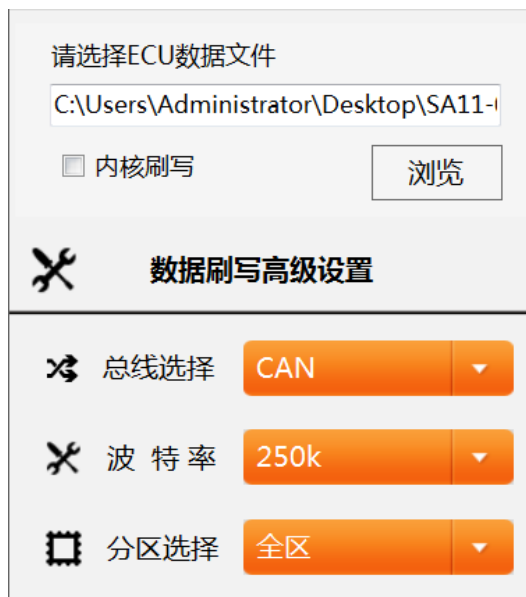 请选择ECU数据文件
C:\Users\Administrator\Desktop\SA11-
内核刷写
浏览
数据刷写高级设置
总线选择 CAN
波 特 率 250k
分区选择 全区